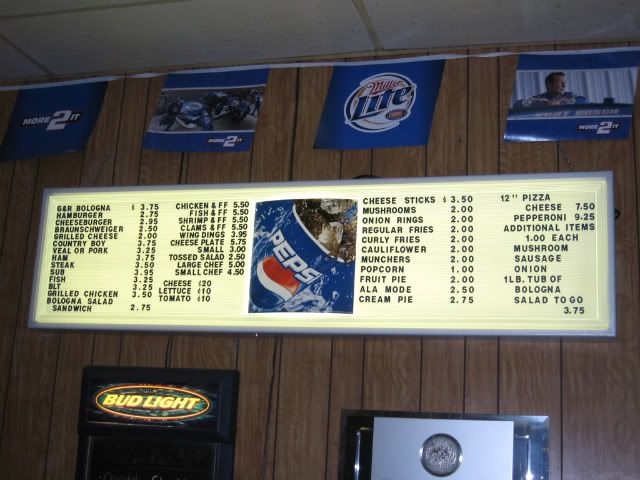 MORE 2 IT
MORE 2 IT
Miller
Lite
KURT BUSCH
MORE 2 IT
G&R BOLOGNA $ 3.75
HAMBURGER 2.75
CHEESEBURGER 2.95
BRAUNSCHWEIGER 2.50
GRILLED CHEESE 2.00
COUNTRY BOY 3.75
VEAL OR PORK 3.25
HAM 3.75
STEAK 3.50
SUB 3.95
FISH 3.25
BLT 3.25
GRILLED CHICKEN 3.50
BOLOGNA SALAD
SANDWICH 2.75
CHICKEN & FF 5.50
FISH & FF 5.50
SHRIMP & FF 5.50
CLAMS & FF 5.50
WING DINGS 3.95
CHEESE PLATE 5.75
SMALL 3.00
TOSSED SALAD 2.50
LARGE CHEF 5.00
SMALL CHEF 4.50
CHEESE ¢20
LETTUCE ¢10
TOMATO ¢10
PEPSI
CHEESE STICKS $ 3.50
MUSHROOMS 2.00
ONION RINGS 2.00
REGULAR FRIES 2.00
CURLY FRIES 2.00
CAULIFLOWER 2.00
MUNCHERS 2.00
POPCORN 1.00
FRUIT PIE 2.00
ALA MODE 2.50
CREAM PIE 2.75
12'' PIZZA
CHEESE 7.50
PEPPERONI 9.25
ADDITIONAL ITEMS
1.00 EACH
MUSHROOM
SAUSAGE
ONION
1LB. TUB OF
BOLOGNA
SALAD TO GO
3.75
BUD LIGHT